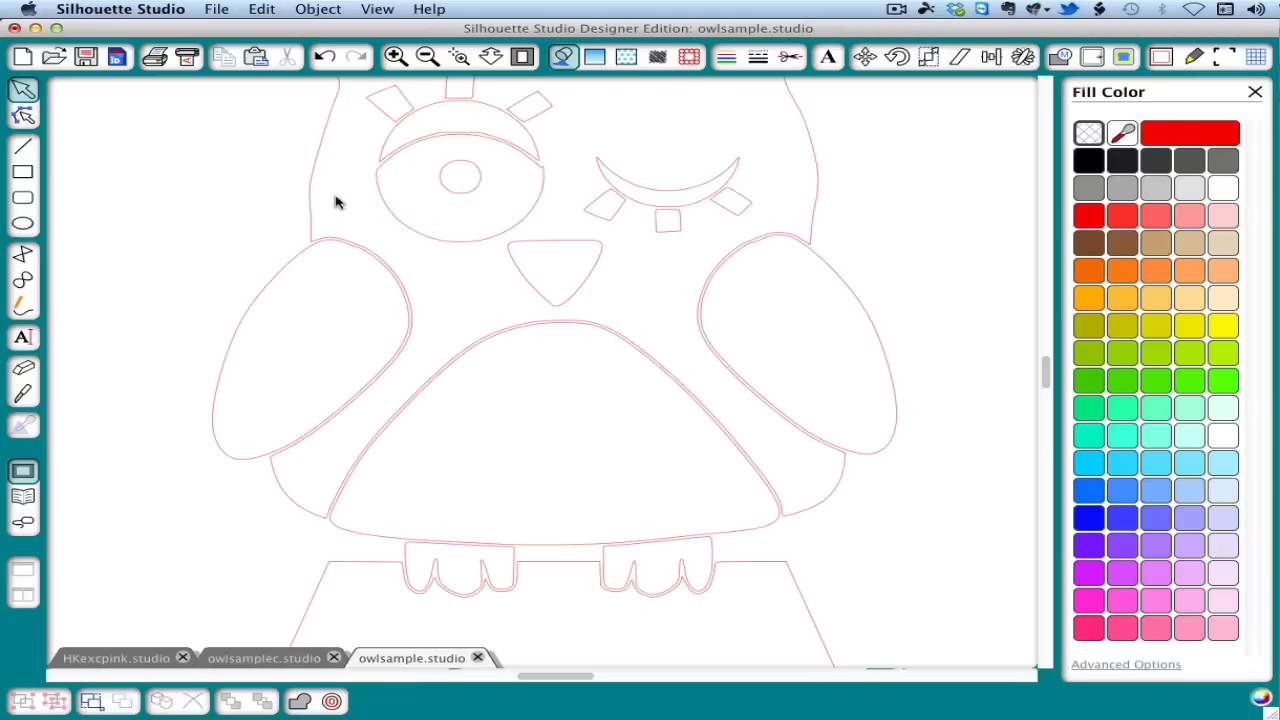 Silhouette Studio File Edit Object View Help
Silhouette Studio Designer Edition: owlsample.studio
Fill Color
Advanced Options
HKexcpink.studio owlsamplec.studio owlsample.studio